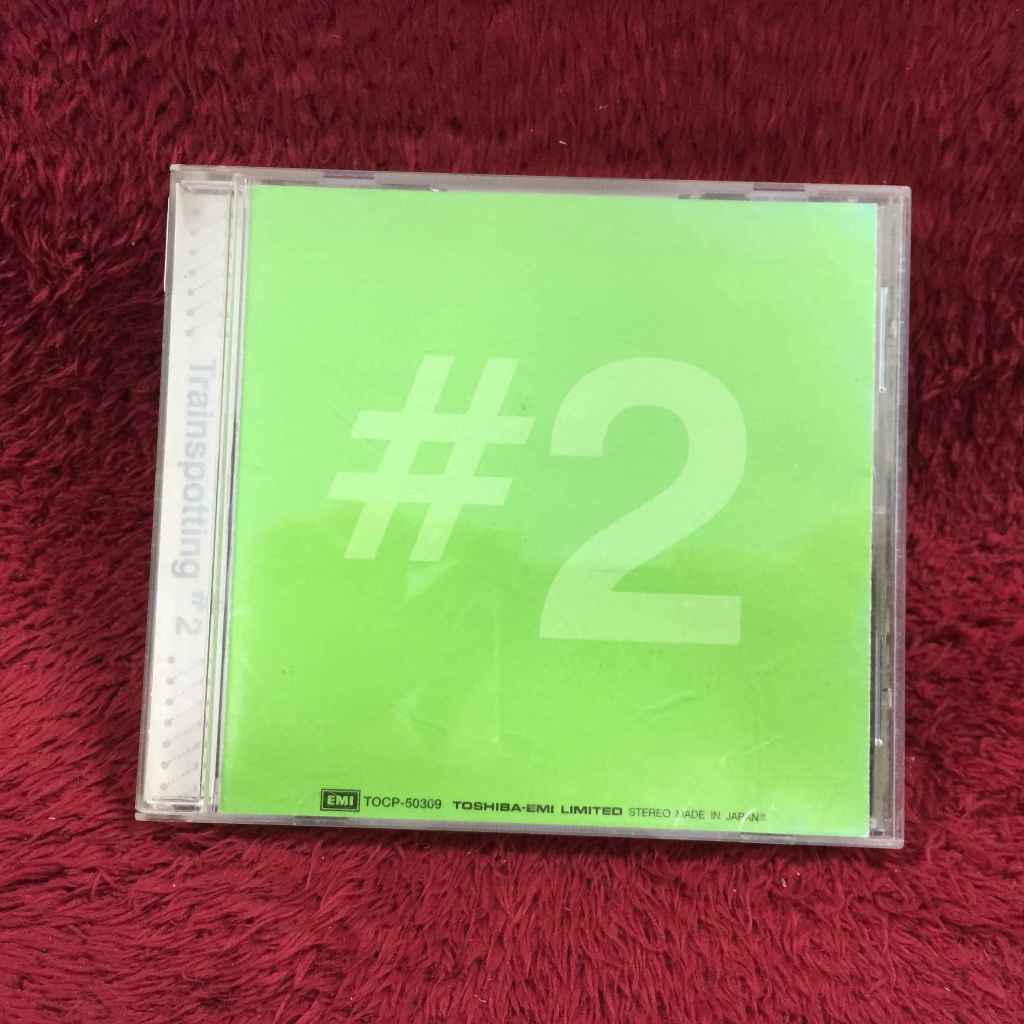 Trainspotting #2
#2
EMI TOCP-50309 TOSHIBA-EMI LIMITED STEREO MADE IN JAPAN